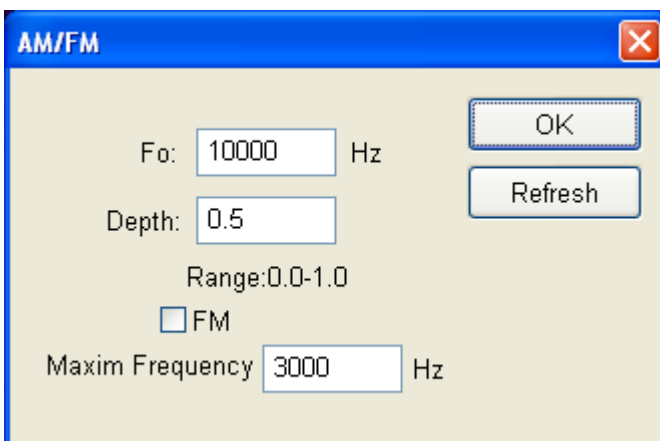 AM/FM
OK
Fo: 10000 Hz
Refresh
Depth: 0.5
Range:0.0-1.0
FM
Maxim Frequency 3000 Hz